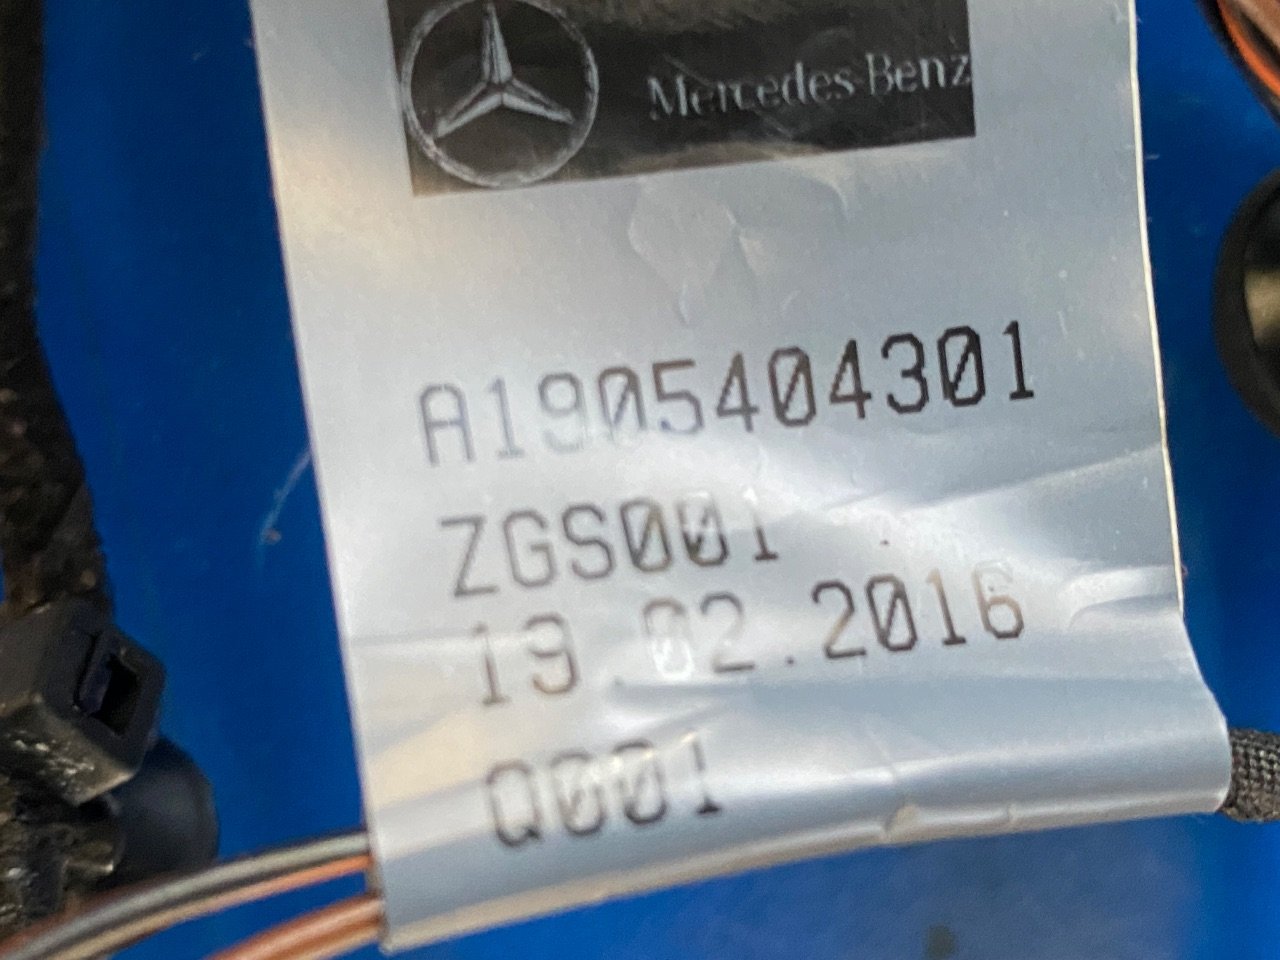 Mercedes-Benz
A1905404301
ZGS001
19.02.2016
Q001